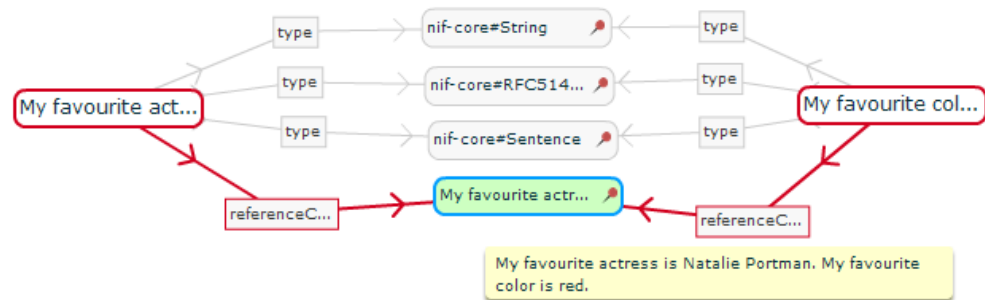 type
nif-core#String
type
type
nif-core#RFC514...
type
My favourite act...
My favourite col...
type
nif-core#Sentence
type
My favourite actr...
referenceC...
referenceC...
My favourite actress is Natalie Portman. My favourite
color is red.